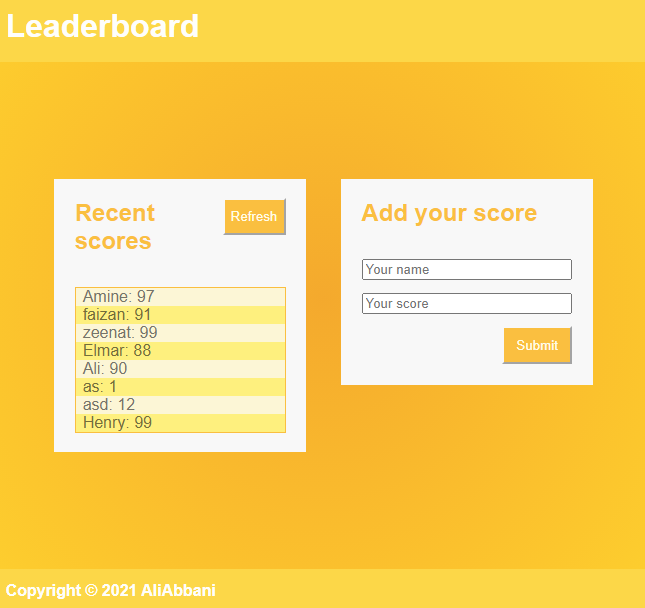 Leaderboard
Recent
scores
Refresh
Amine: 97
faizan: 91
zeenat: 99
Elmar: 88
Ali: 90
as: 1
asd: 12
Henry: 99
Add your score
Your name
Your score
Submit
Copyright © 2021 AliAbbani